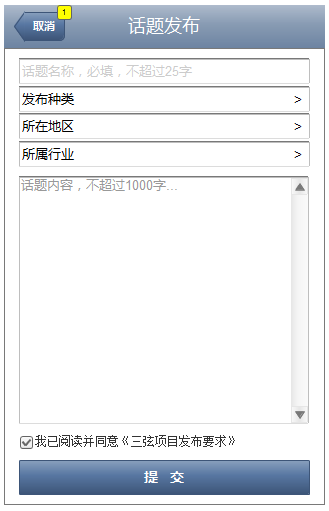 取消
1
话题发布
话题名称，必填，不超过25字
发布种类 >
所在地区 >
所属行业 >
话题内容，不超过1000字...
我已阅读并同意《三弦项目发布要求》
提 交